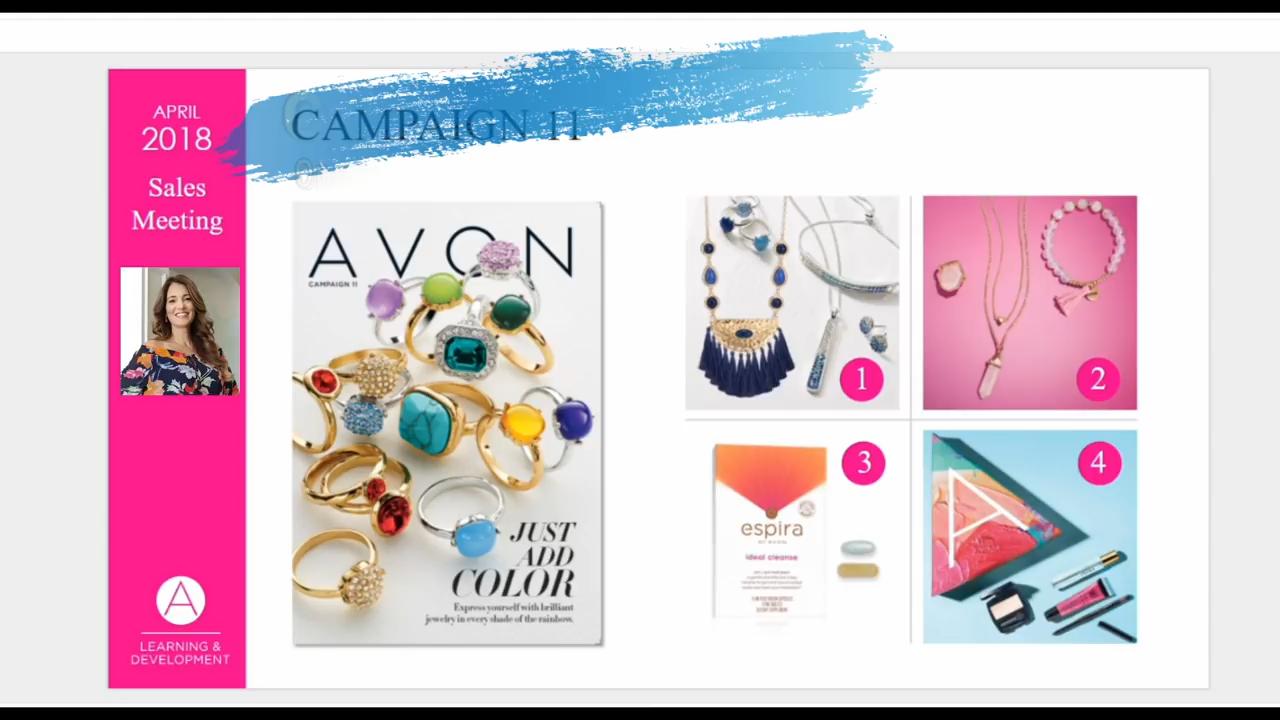 APRIL
2018
Sales
Meeting
LEARNING &
DEVELOPMENT
CAMPAIGN 11
AVON
CAMPAIGN 11
JUST
ADD
COLOR
Express yourself with brilliant
jewelry in every shade of the rainbow.
1
2
3
espira
ideal cleanse
4